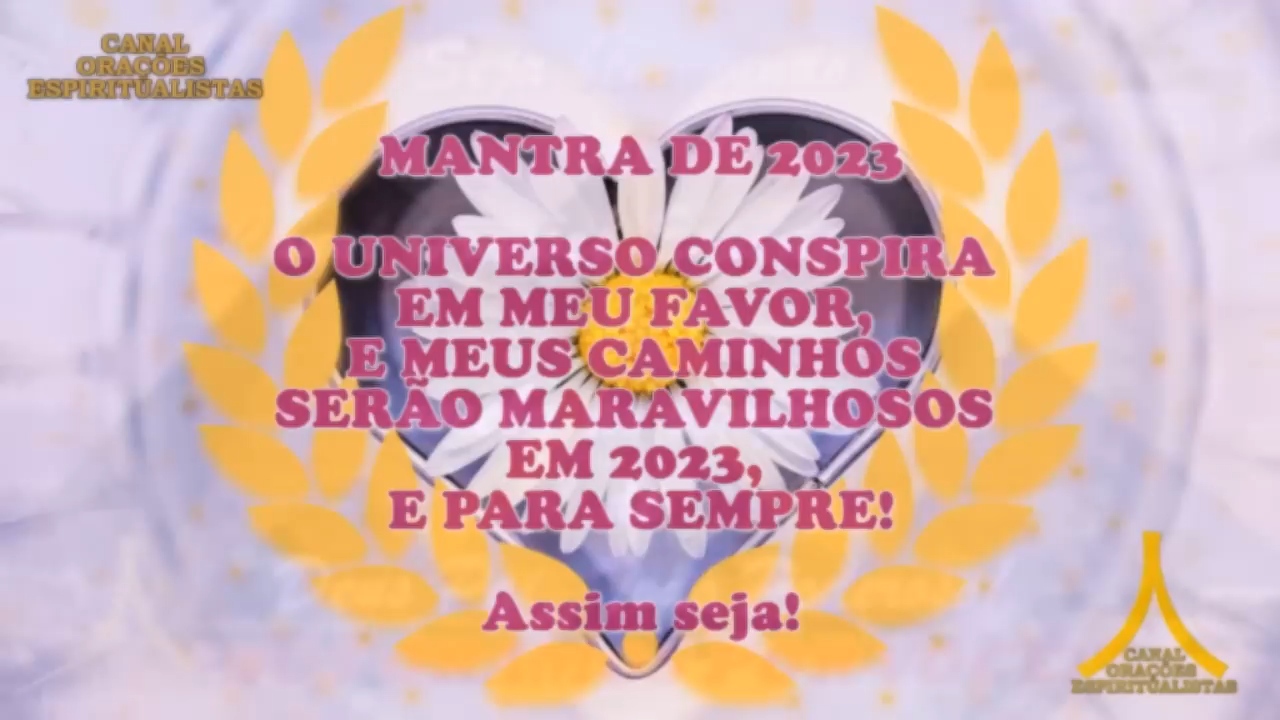 CANAL
ORAÇÕES
ESPIRITUALISTAS
MANTRA DE 2023
O UNIVERSO CONSPIRA
EM MEU FAVOR,
E MEUS CAMINHOS
SERÃO MARAVILHOSOS
EM 2023,
E PARA SEMPRE!
Assim seja!
CANAL
ORAÇÕES
ESPIRITUALISTAS